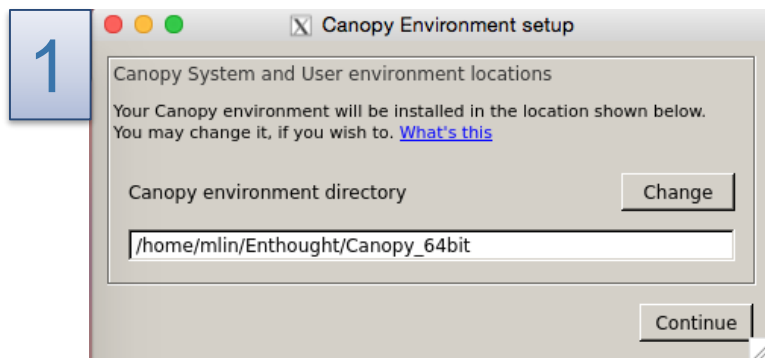 1
Canopy Environment setup
Canopy System and User environment locations
Your Canopy environment will be installed in the location shown below.
You may change it, if you wish to. What's this
Canopy environment directory
Change
/home/mlin/Enthought/Canopy_64bit
Continue